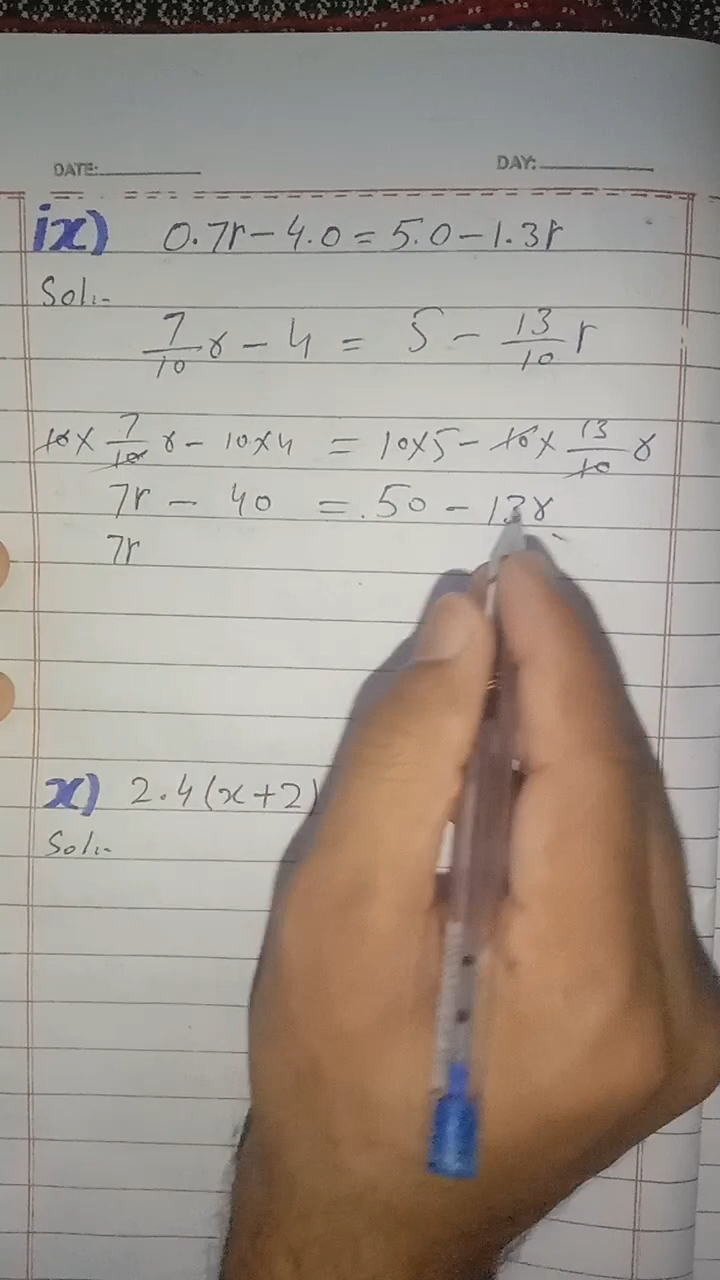 DATE: DAY:
ix) 0.7r - 4.0 = 5.0 - 1.3r
Sol:-
7/10 r - 4 = 5 - 13/10 r
10 × 7/10 r - 10×4 = 10×5 - 10 × 13/10 r
7r - 40 = 50 - 13r
7r
x) 2.4(x+2)
Sol:-